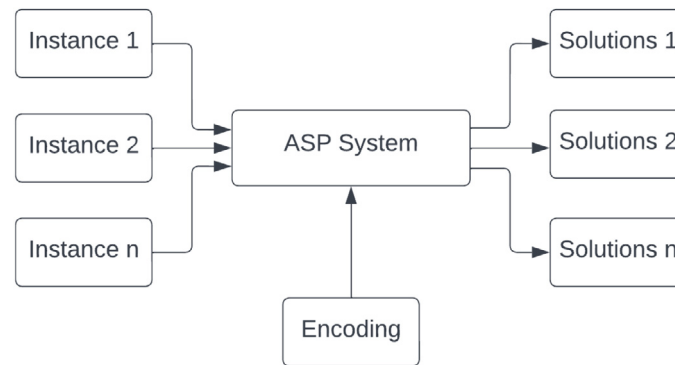 Instance 1
Solutions 1
ASP System
Instance 2
Solutions 2
Instance n
Solutions n
Encoding